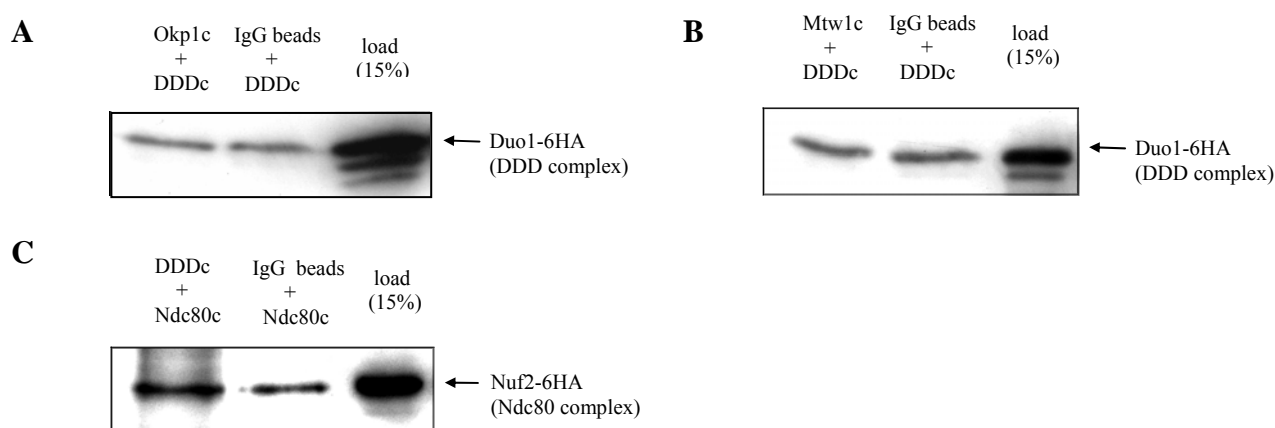 A
Okp1c
+
DDDc
IgG beads
+
DDDc
load
(15%)
Duo1-6HA
(DDD complex)
B
Mtw1c
+
DDDc
IgG beads
+
DDDc
load
(15%)
Duo1-6HA
(DDD complex)
C
DDDc
+
Ndc80c
IgG beads
+
Ndc80c
load
(15%)
Nuf2-6HA
(Ndc80 complex)